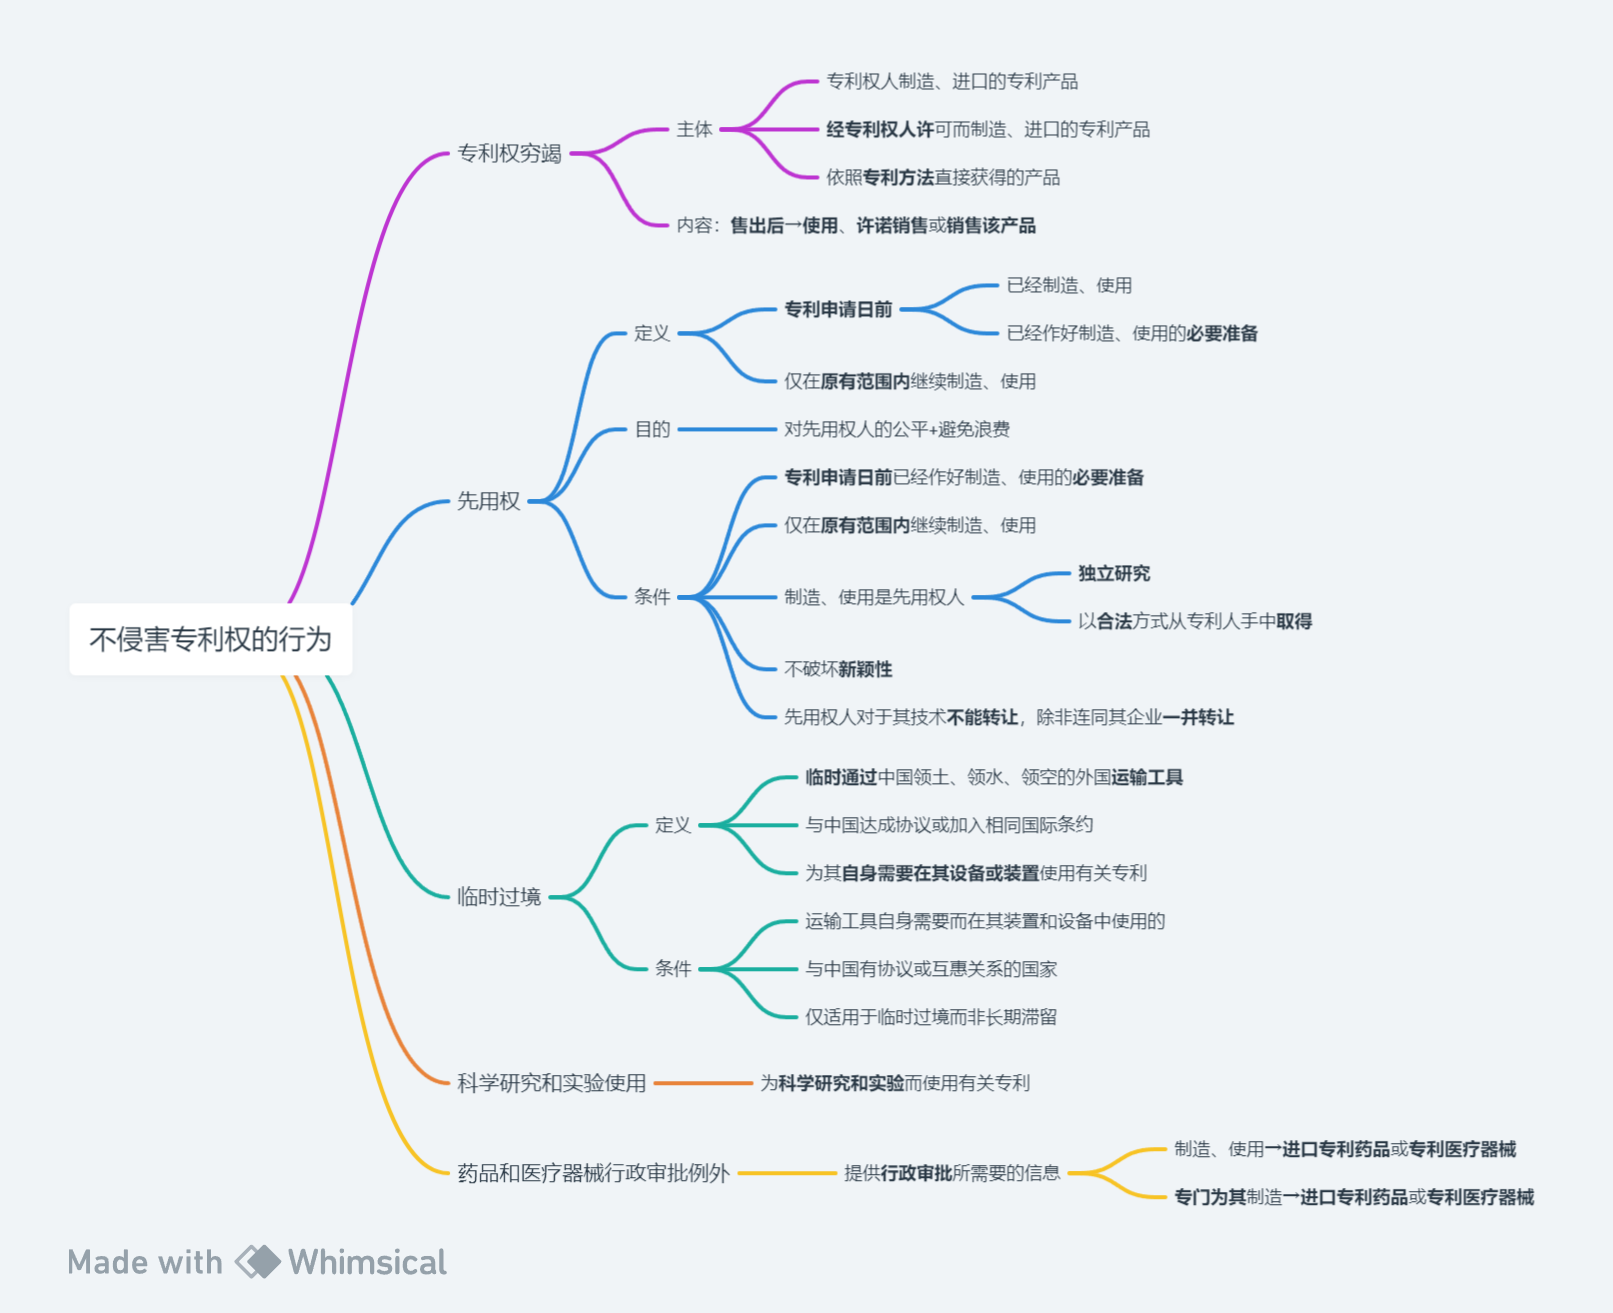 专利权人制造、进口的专利产品
主体
经专利权人许可而制造、进口的专利产品
专利权穷竭
依照专利方法直接获得的产品
内容：售出后→使用、许诺销售或销售该产品
已经制造、使用
专利申请日前
定义
已经作好制造、使用的必要准备
仅在原有范围内继续制造、使用
目的
对先用权人的公平+避免浪费
专利申请日前已经作好制造、使用的必要准备
先用权
仅在原有范围内继续制造、使用
独立研究
条件
制造、使用是先用权人
以合法方式从专利人手中取得
不侵害专利权的行为
不破坏新颖性
先用权人对于其技术不能转让，除非连同其企业一并转让
临时通过中国领土、领水、领空的外国运输工具
定义
与中国达成协议或加入相同国际条约
为其自身需要在其设备或装置使用有关专利
临时过境
运输工具自身需要而在其装置和设备中使用的
条件
与中国有协议或互惠关系的国家
仅适用于临时过境而非长期滞留
科学研究和实验使用
为科学研究和实验而使用有关专利
制造、使用→进口专利药品或专利医疗器械
药品和医疗器械行政审批例外
提供行政审批所需要的信息
专门为其制造→进口专利药品或专利医疗器械
Made with Whimsical